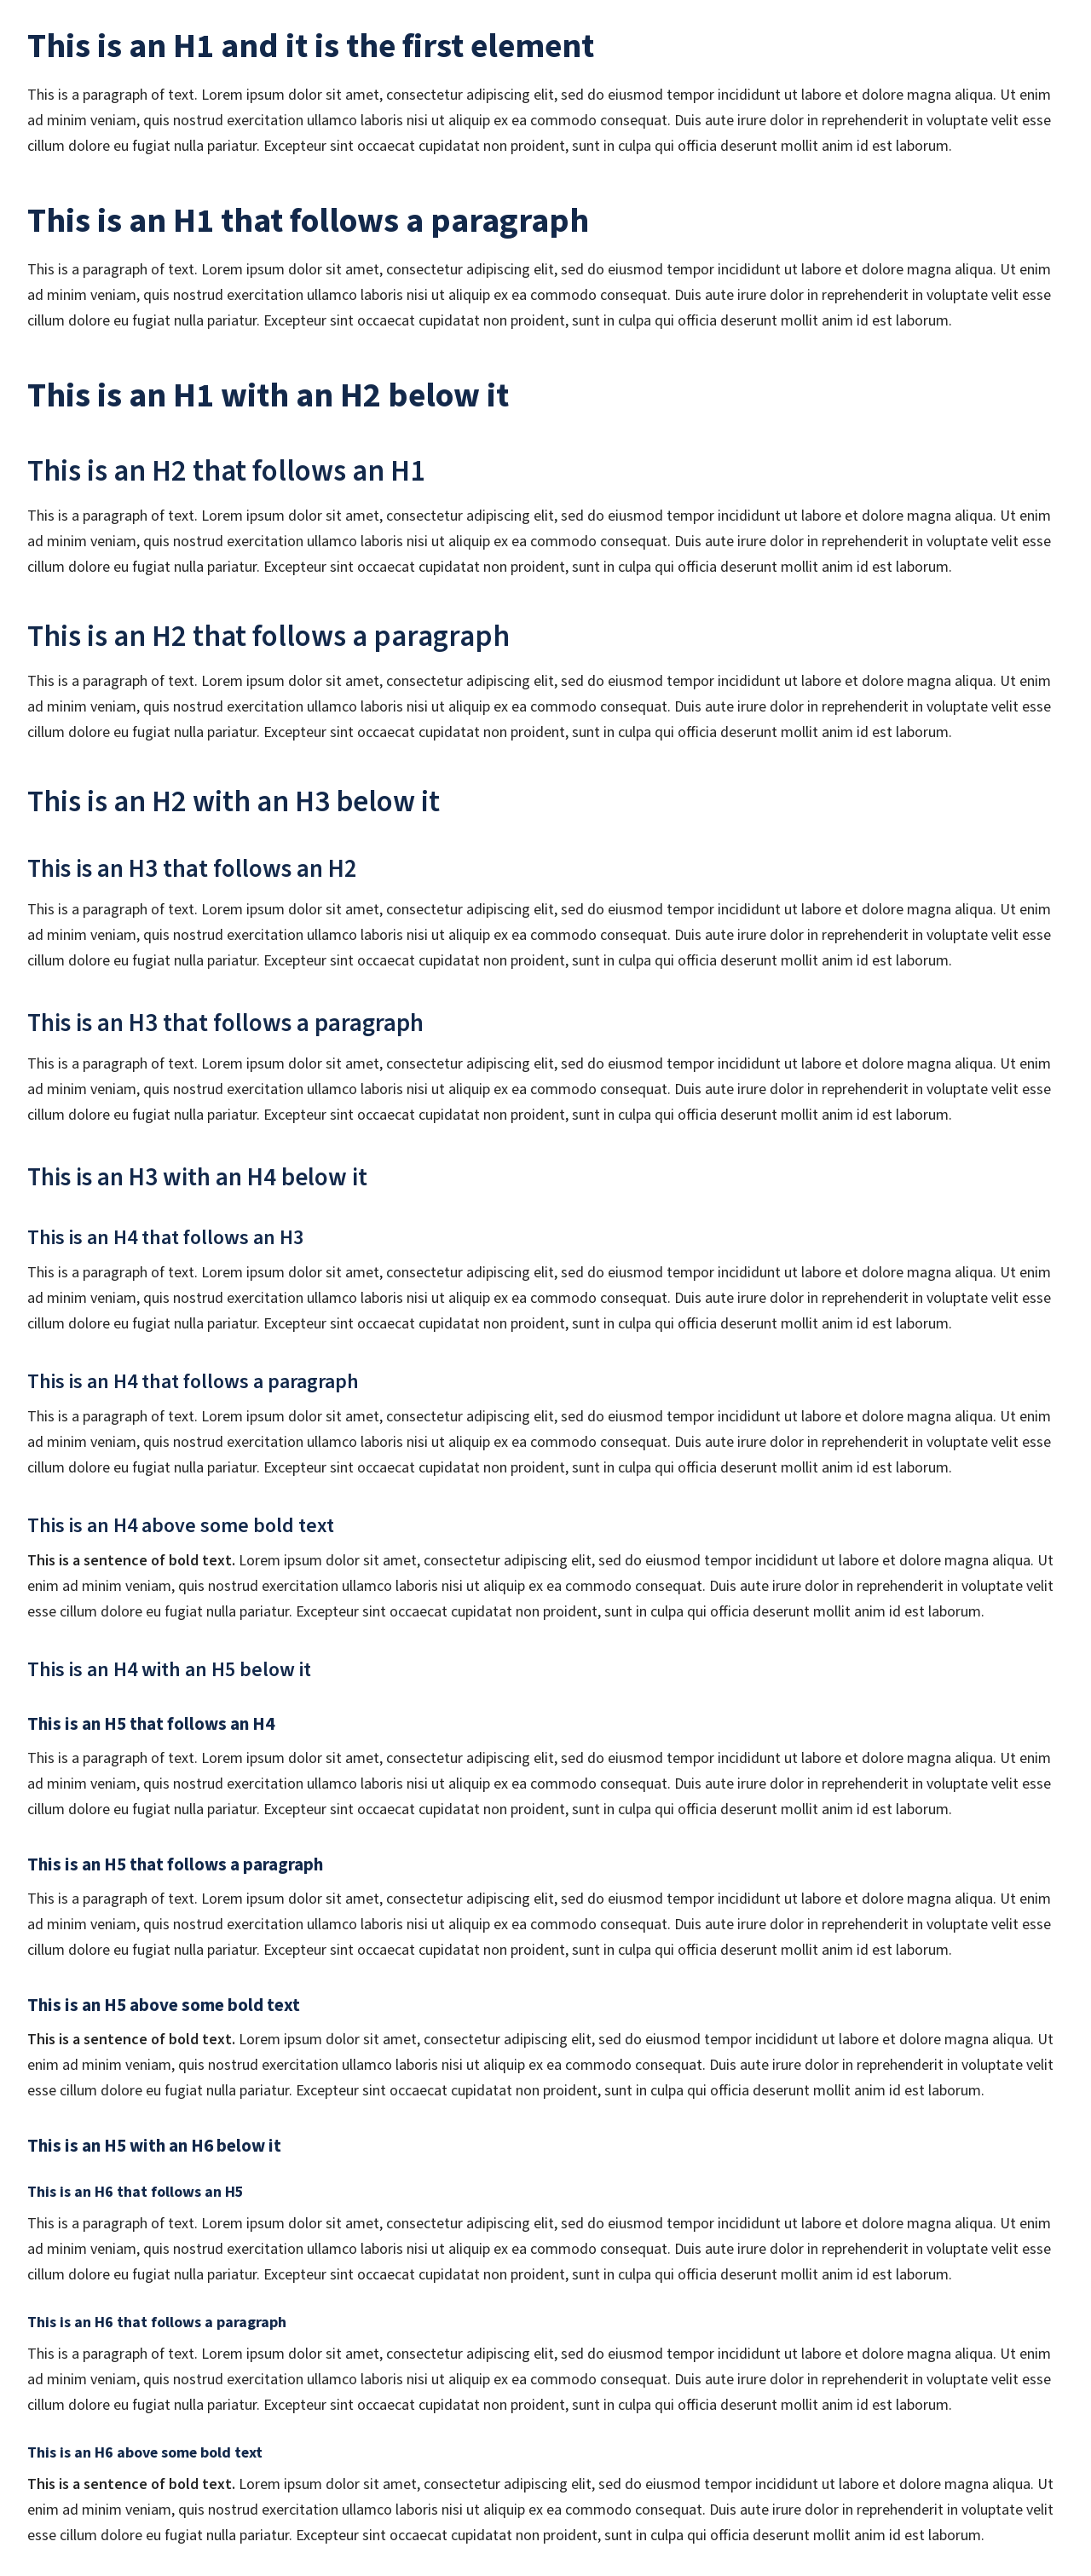 This is an H1 and it is the first element
This is a paragraph of text. Lorem ipsum dolor sit amet, consectetur adipiscing elit, sed do eiusmod tempor incididunt ut labore et dolore magna aliqua. Ut enim
ad minim veniam, quis nostrud exercitation ullamco laboris nisi ut aliquip ex ea commodo consequat. Duis aute irure dolor in reprehenderit in voluptate velit esse
cillum dolore eu fugiat nulla pariatur. Excepteur sint occaecat cupidatat non proident, sunt in culpa qui officia deserunt mollit anim id est laborum.
This is an H1 that follows a paragraph
This is a paragraph of text. Lorem ipsum dolor sit amet, consectetur adipiscing elit, sed do eiusmod tempor incididunt ut labore et dolore magna aliqua. Ut enim
ad minim veniam, quis nostrud exercitation ullamco laboris nisi ut aliquip ex ea commodo consequat. Duis aute irure dolor in reprehenderit in voluptate velit esse
cillum dolore eu fugiat nulla pariatur. Excepteur sint occaecat cupidatat non proident, sunt in culpa qui officia deserunt mollit anim id est laborum.
This is an H1 with an H2 below it
This is an H2 that follows an H1
This is a paragraph of text. Lorem ipsum dolor sit amet, consectetur adipiscing elit, sed do eiusmod tempor incididunt ut labore et dolore magna aliqua. Ut enim
ad minim veniam, quis nostrud exercitation ullamco laboris nisi ut aliquip ex ea commodo consequat. Duis aute irure dolor in reprehenderit in voluptate velit esse
cillum dolore eu fugiat nulla pariatur. Excepteur sint occaecat cupidatat non proident, sunt in culpa qui officia deserunt mollit anim id est laborum.
This is an H2 that follows a paragraph
This is a paragraph of text. Lorem ipsum dolor sit amet, consectetur adipiscing elit, sed do eiusmod tempor incididunt ut labore et dolore magna aliqua. Ut enim
ad minim veniam, quis nostrud exercitation ullamco laboris nisi ut aliquip ex ea commodo consequat. Duis aute irure dolor in reprehenderit in voluptate velit esse
cillum dolore eu fugiat nulla pariatur. Excepteur sint occaecat cupidatat non proident, sunt in culpa qui officia deserunt mollit anim id est laborum.
This is an H2 with an H3 below it
This is an H3 that follows an H2
This is a paragraph of text. Lorem ipsum dolor sit amet, consectetur adipiscing elit, sed do eiusmod tempor incididunt ut labore et dolore magna aliqua. Ut enim
ad minim veniam, quis nostrud exercitation ullamco laboris nisi ut aliquip ex ea commodo consequat. Duis aute irure dolor in reprehenderit in voluptate velit esse
cillum dolore eu fugiat nulla pariatur. Excepteur sint occaecat cupidatat non proident, sunt in culpa qui officia deserunt mollit anim id est laborum.
This is an H3 that follows a paragraph
This is a paragraph of text. Lorem ipsum dolor sit amet, consectetur adipiscing elit, sed do eiusmod tempor incididunt ut labore et dolore magna aliqua. Ut enim
ad minim veniam, quis nostrud exercitation ullamco laboris nisi ut aliquip ex ea commodo consequat. Duis aute irure dolor in reprehenderit in voluptate velit esse
cillum dolore eu fugiat nulla pariatur. Excepteur sint occaecat cupidatat non proident, sunt in culpa qui officia deserunt mollit anim id est laborum.
This is an H3 with an H4 below it
This is an H4 that follows an H3
This is a paragraph of text. Lorem ipsum dolor sit amet, consectetur adipiscing elit, sed do eiusmod tempor incididunt ut labore et dolore magna aliqua. Ut enim
ad minim veniam, quis nostrud exercitation ullamco laboris nisi ut aliquip ex ea commodo consequat. Duis aute irure dolor in reprehenderit in voluptate velit esse
cillum dolore eu fugiat nulla pariatur. Excepteur sint occaecat cupidatat non proident, sunt in culpa qui officia deserunt mollit anim id est laborum.
This is an H4 that follows a paragraph
This is a paragraph of text. Lorem ipsum dolor sit amet, consectetur adipiscing elit, sed do eiusmod tempor incididunt ut labore et dolore magna aliqua. Ut enim
ad minim veniam, quis nostrud exercitation ullamco laboris nisi ut aliquip ex ea commodo consequat. Duis aute irure dolor in reprehenderit in voluptate velit esse
cillum dolore eu fugiat nulla pariatur. Excepteur sint occaecat cupidatat non proident, sunt in culpa qui officia deserunt mollit anim id est laborum.
This is an H4 above some bold text
This is a sentence of bold text. Lorem ipsum dolor sit amet, consectetur adipiscing elit, sed do eiusmod tempor incididunt ut labore et dolore magna aliqua. Ut
enim ad minim veniam, quis nostrud exercitation ullamco laboris nisi ut aliquip ex ea commodo consequat. Duis aute irure dolor in reprehenderit in voluptate velit
esse cillum dolore eu fugiat nulla pariatur. Excepteur sint occaecat cupidatat non proident, sunt in culpa qui officia deserunt mollit anim id est laborum.
This is an H4 with an H5 below it
This is an H5 that follows an H4
This is a paragraph of text. Lorem ipsum dolor sit amet, consectetur adipiscing elit, sed do eiusmod tempor incididunt ut labore et dolore magna aliqua. Ut enim
ad minim veniam, quis nostrud exercitation ullamco laboris nisi ut aliquip ex ea commodo consequat. Duis aute irure dolor in reprehenderit in voluptate velit esse
cillum dolore eu fugiat nulla pariatur. Excepteur sint occaecat cupidatat non proident, sunt in culpa qui officia deserunt mollit anim id est laborum.
This is an H5 that follows a paragraph
This is a paragraph of text. Lorem ipsum dolor sit amet, consectetur adipiscing elit, sed do eiusmod tempor incididunt ut labore et dolore magna aliqua. Ut enim
ad minim veniam, quis nostrud exercitation ullamco laboris nisi ut aliquip ex ea commodo consequat. Duis aute irure dolor in reprehenderit in voluptate velit esse
cillum dolore eu fugiat nulla pariatur. Excepteur sint occaecat cupidatat non proident, sunt in culpa qui officia deserunt mollit anim id est laborum.
This is an H5 above some bold text
This is a sentence of bold text. Lorem ipsum dolor sit amet, consectetur adipiscing elit, sed do eiusmod tempor incididunt ut labore et dolore magna aliqua. Ut
enim ad minim veniam, quis nostrud exercitation ullamco laboris nisi ut aliquip ex ea commodo consequat. Duis aute irure dolor in reprehenderit in voluptate velit
esse cillum dolore eu fugiat nulla pariatur. Excepteur sint occaecat cupidatat non proident, sunt in culpa qui officia deserunt mollit anim id est laborum.
This is an H5 with an H6 below it
This is an H6 that follows an H5
This is a paragraph of text. Lorem ipsum dolor sit amet, consectetur adipiscing elit, sed do eiusmod tempor incididunt ut labore et dolore magna aliqua. Ut enim
ad minim veniam, quis nostrud exercitation ullamco laboris nisi ut aliquip ex ea commodo consequat. Duis aute irure dolor in reprehenderit in voluptate velit esse
cillum dolore eu fugiat nulla pariatur. Excepteur sint occaecat cupidatat non proident, sunt in culpa qui officia deserunt mollit anim id est laborum.
This is an H6 that follows a paragraph
This is a paragraph of text. Lorem ipsum dolor sit amet, consectetur adipiscing elit, sed do eiusmod tempor incididunt ut labore et dolore magna aliqua. Ut enim
ad minim veniam, quis nostrud exercitation ullamco laboris nisi ut aliquip ex ea commodo consequat. Duis aute irure dolor in reprehenderit in voluptate velit esse
cillum dolore eu fugiat nulla pariatur. Excepteur sint occaecat cupidatat non proident, sunt in culpa qui officia deserunt mollit anim id est laborum.
This is an H6 above some bold text
This is a sentence of bold text. Lorem ipsum dolor sit amet, consectetur adipiscing elit, sed do eiusmod tempor incididunt ut labore et dolore magna aliqua. Ut
enim ad minim veniam, quis nostrud exercitation ullamco laboris nisi ut aliquip ex ea commodo consequat. Duis aute irure dolor in reprehenderit in voluptate velit
esse cillum dolore eu fugiat nulla pariatur. Excepteur sint occaecat cupidatat non proident, sunt in culpa qui officia deserunt mollit anim id est laborum.